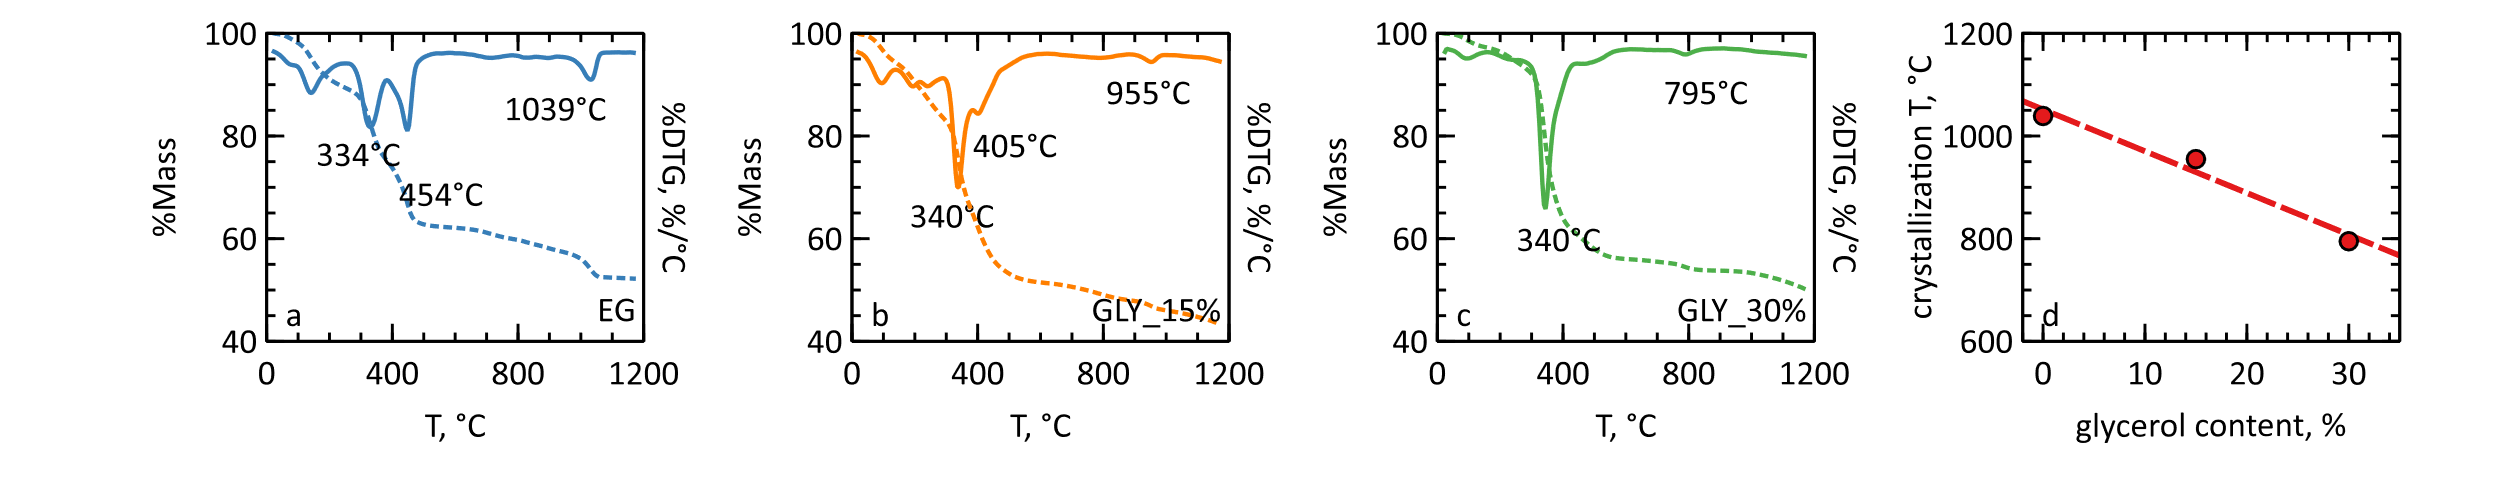 100
80
60
40
%Mass
0
400
800
1200
T, °C
334°C
454°C
1039°C
a
EG
%DTG, %/°C
100
80
60
40
%Mass
0
400
800
1200
T, °C
340°C
405°C
955°C
b
GLY_15%
%DTG, %/°C
100
80
60
40
%Mass
0
400
800
1200
T, °C
340°C
795°C
c
GLY_30%
%DTG, %/°C
1200
1000
800
600
crystallization T, °C
0
10
20
30
glycerol content, %
d